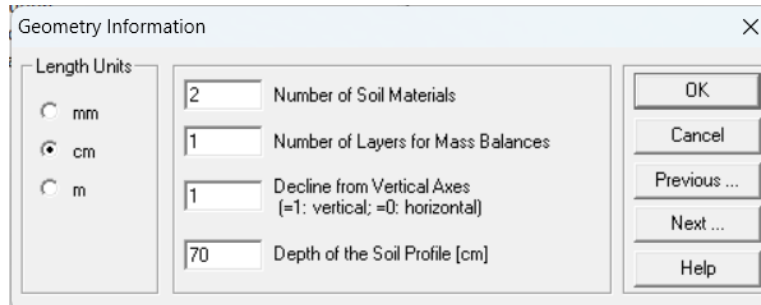 Geometry Information
Length Units
mm
cm
m
2 Number of Soil Materials
1 Number of Layers for Mass Balances
1 Decline from Vertical Axes
(=1: vertical; =0: horizontal)
70 Depth of the Soil Profile [cm]
OK
Cancel
Previous ...
Next ...
Help